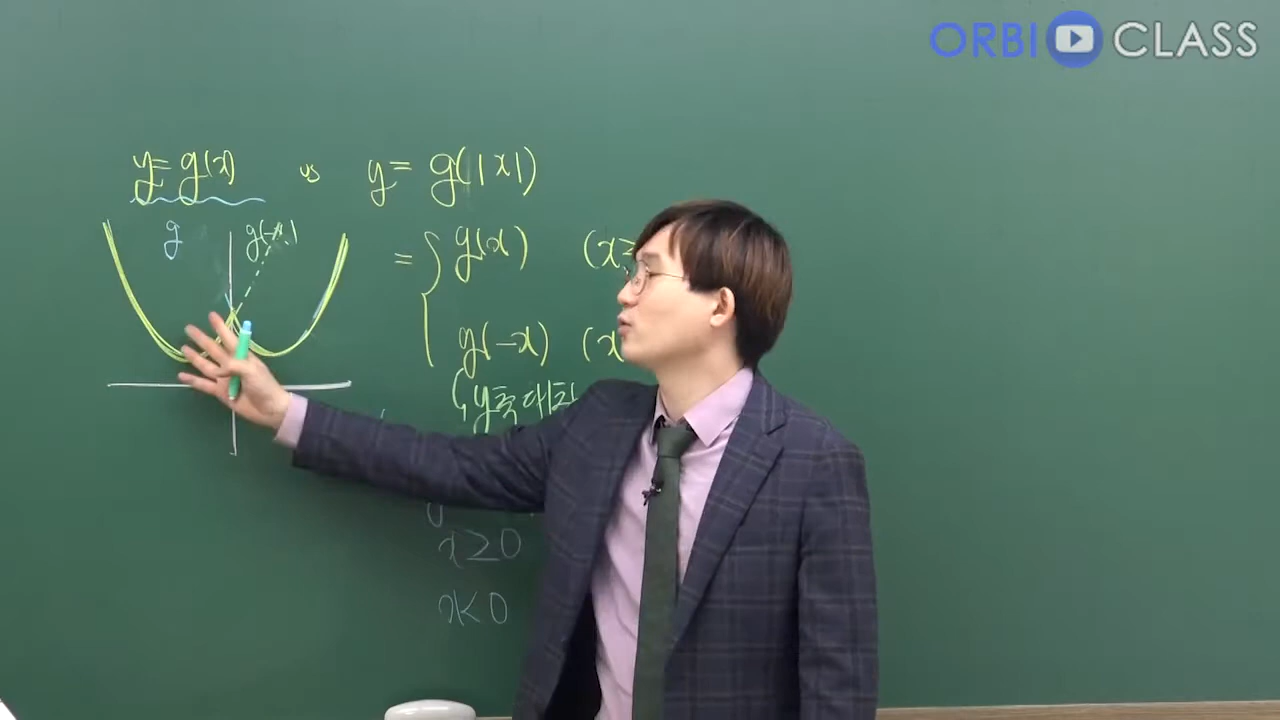 ORBI CLASS
y=g(x) vs y=g(|x|)
g g(-x)
= { g(x) (x≥
g(-x) (x
y축 대칭
x≥0
x<0